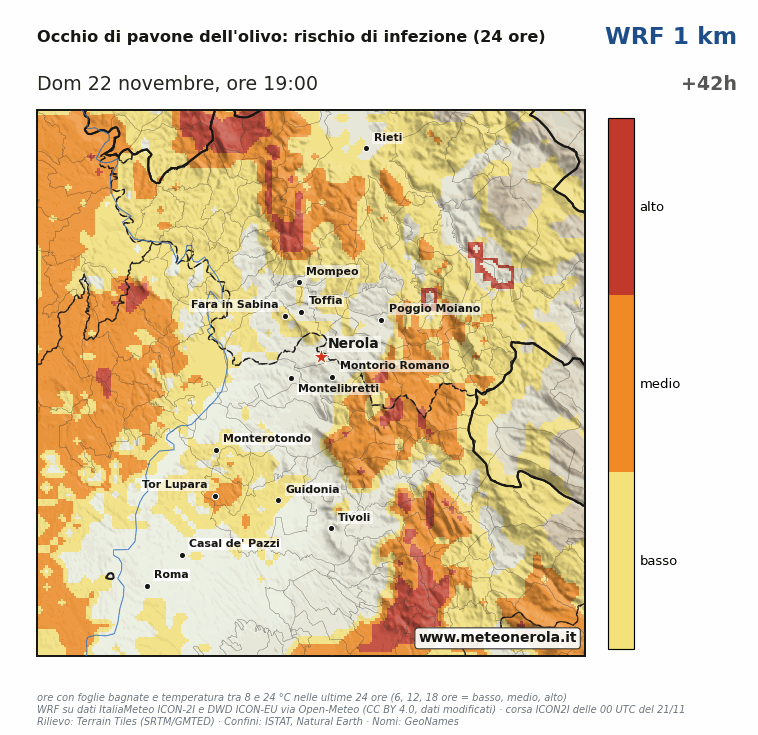 Occhio di pavone dell'olivo: rischio di infezione (24 ore)
WRF 1 km
Dom 22 novembre, ore 19:00
+42h
Rieti
alto
Mompeo
Fara in Sabina
Toffia
Poggio Moiano
Nerola
Montorio Romano
Montelibretti
medio
Monterotondo
Tor Lupara
Guidonia
Tivoli
Casal de' Pazzi
basso
Roma
www.meteonerola.it
ore con foglie bagnate e temperatura tra 8 e 24 °C nelle ultime 24 ore (6, 12, 18 ore = basso, medio, alto)
WRF su dati ItaliaMeteo ICON-2I e DWD ICON-EU via Open-Meteo (CC BY 4.0, dati modificati) · corsa ICON2I delle 00 UTC del 21/11
Rilievo: Terrain Tiles (SRTM/GMTED) · Confini: ISTAT, Natural Earth · Nomi: GeoNames